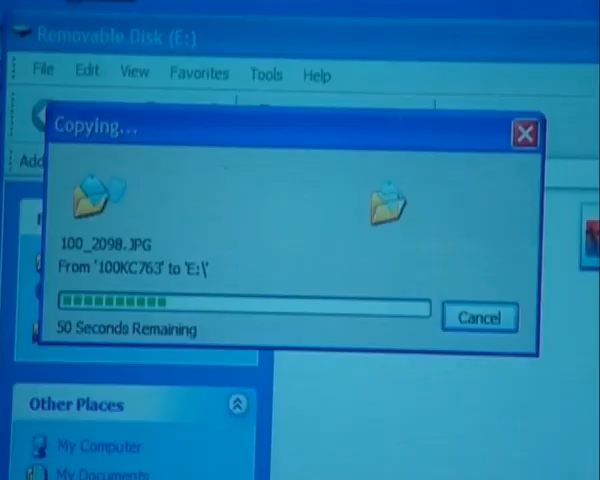 Removable Disk (E:)
File Edit View Favorites Tools Help
Copying...
Add
100_2098.JPG
From '100KC763' to 'E:\'
Cancel
50 Seconds Remaining
Other Places
My Computer
My Documents